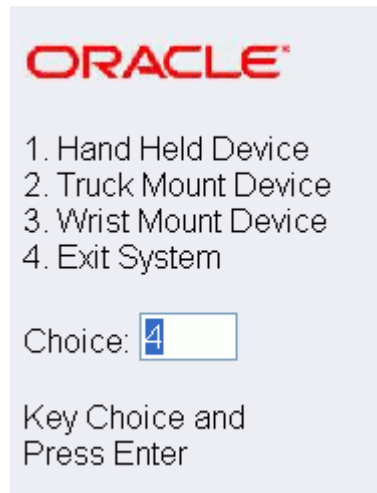 ORACLE
1. Hand Held Device
2. Truck Mount Device
3. Wrist Mount Device
4. Exit System
Choice: 4
Key Choice and
Press Enter